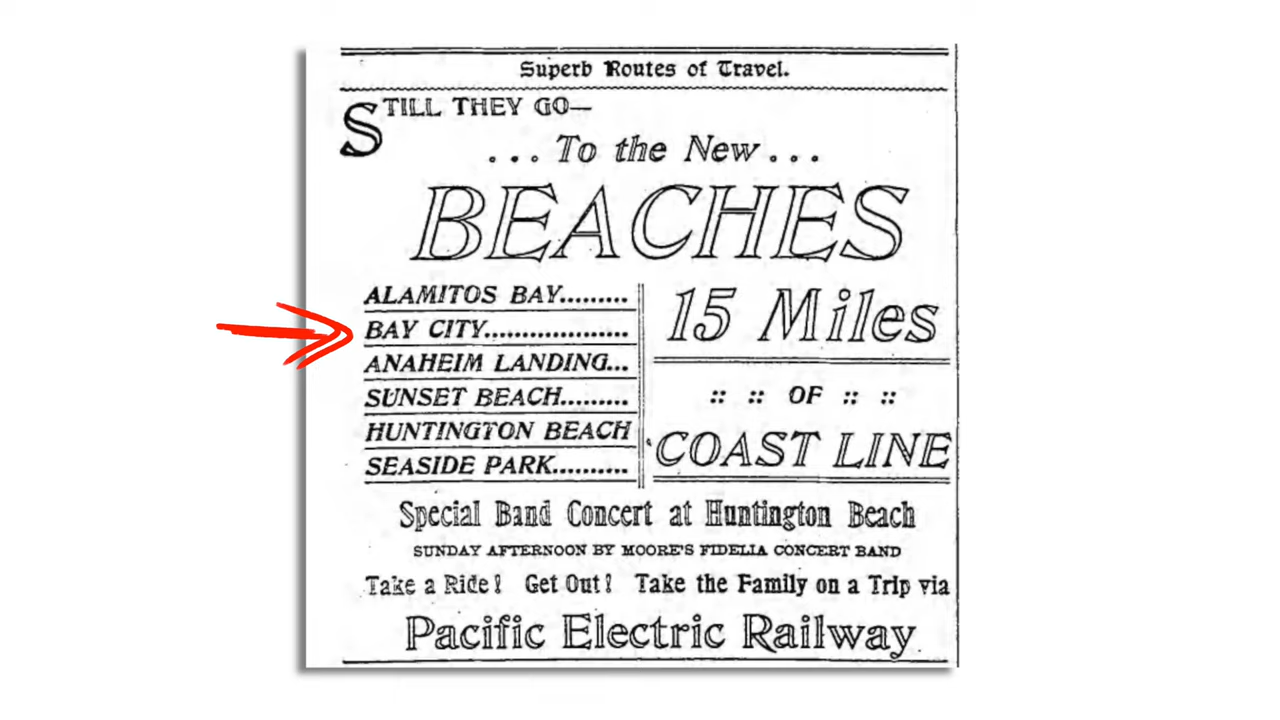 Superb Routes of Travel.
STILL THEY GO—
... To the New ...
BEACHES
ALAMITOS BAY.........
BAY CITY...................
ANAHEIM LANDING...
SUNSET BEACH.........
HUNTINGTON BEACH
SEASIDE PARK..........
15 Miles
:: :: OF :: ::
COAST LINE
Special Band Concert at Huntington Beach
SUNDAY AFTERNOON BY MOORE'S FIDELIA CONCERT BAND
Take a Ride! Get Out! Take the Family on a Trip via
Pacific Electric Railway